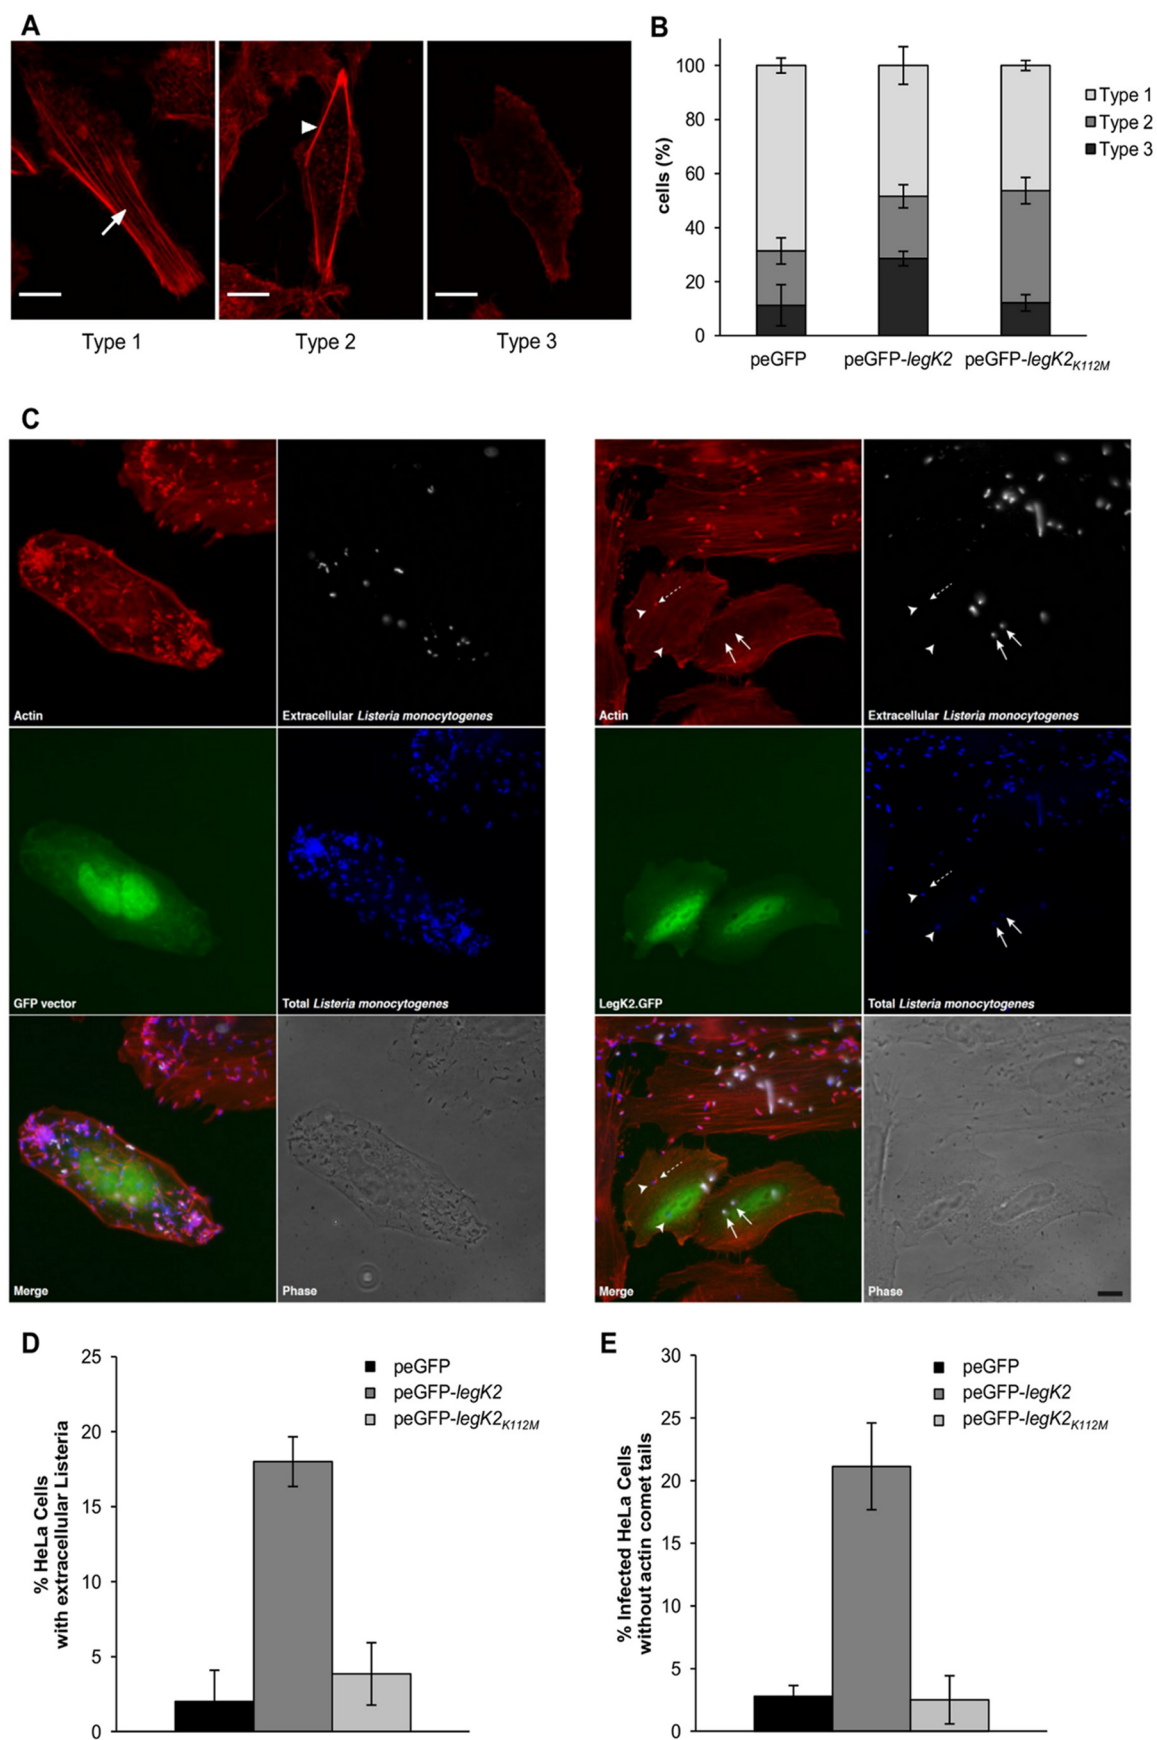 A
Type 1
Type 2
Type 3
B
cells (%)
100
80
60
40
20
0
peGFP
peGFP-legK2
peGFP-legK2K112M
Type 1
Type 2
Type 3
C
Actin
Extracellular Listeria monocytogenes
GFP vector
Total Listeria monocytogenes
Merge
Phase
Actin
Extracellular Listeria monocytogenes
LegK2.GFP
Total Listeria monocytogenes
Merge
Phase
D
% HeLa Cells
with extracellular Listeria
25
20
15
10
5
0
peGFP
peGFP-legK2
peGFP-legK2K112M
E
% Infected HeLa Cells
without actin comet tails
30
25
20
15
10
5
0
peGFP
peGFP-legK2
peGFP-legK2K112M